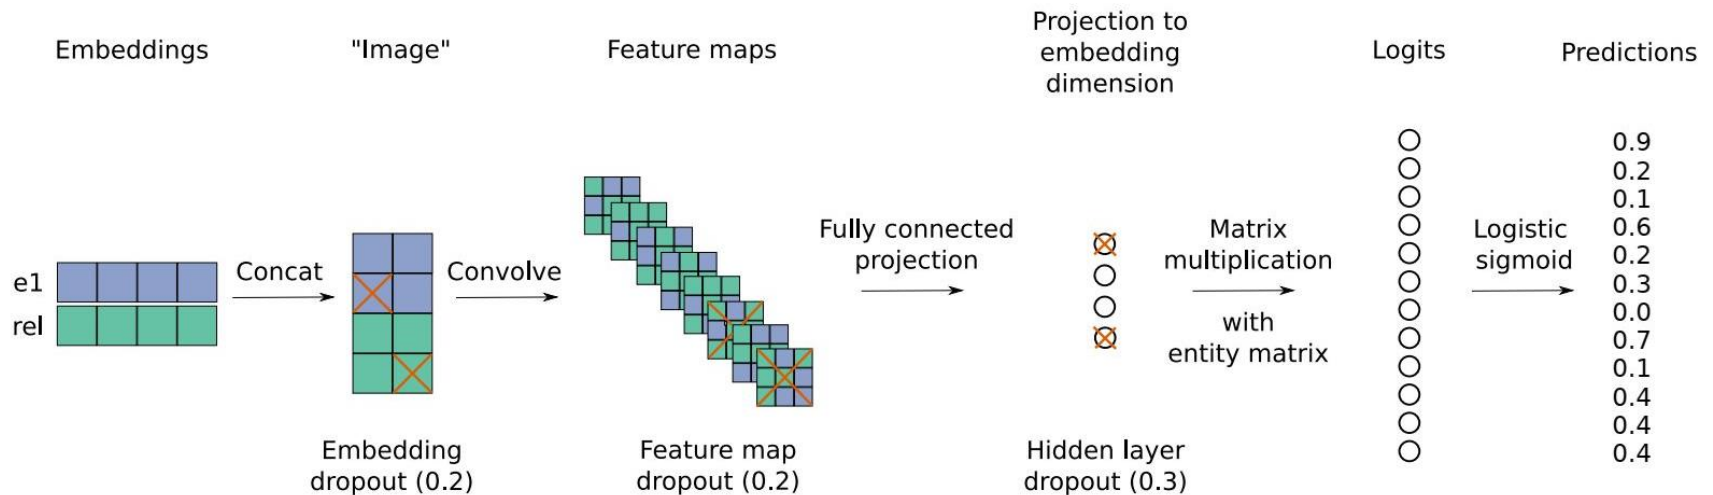 Embeddings
"Image"
Feature maps
Projection to
embedding
dimension
Logits
Predictions
e1
rel
Concat
Convolve
Fully connected
projection
Matrix
multiplication
with
entity matrix
Logistic
sigmoid
0.9
0.2
0.1
0.6
0.2
0.3
0.0
0.7
0.1
0.4
0.4
0.4
Embedding
dropout (0.2)
Feature map
dropout (0.2)
Hidden layer
dropout (0.3)